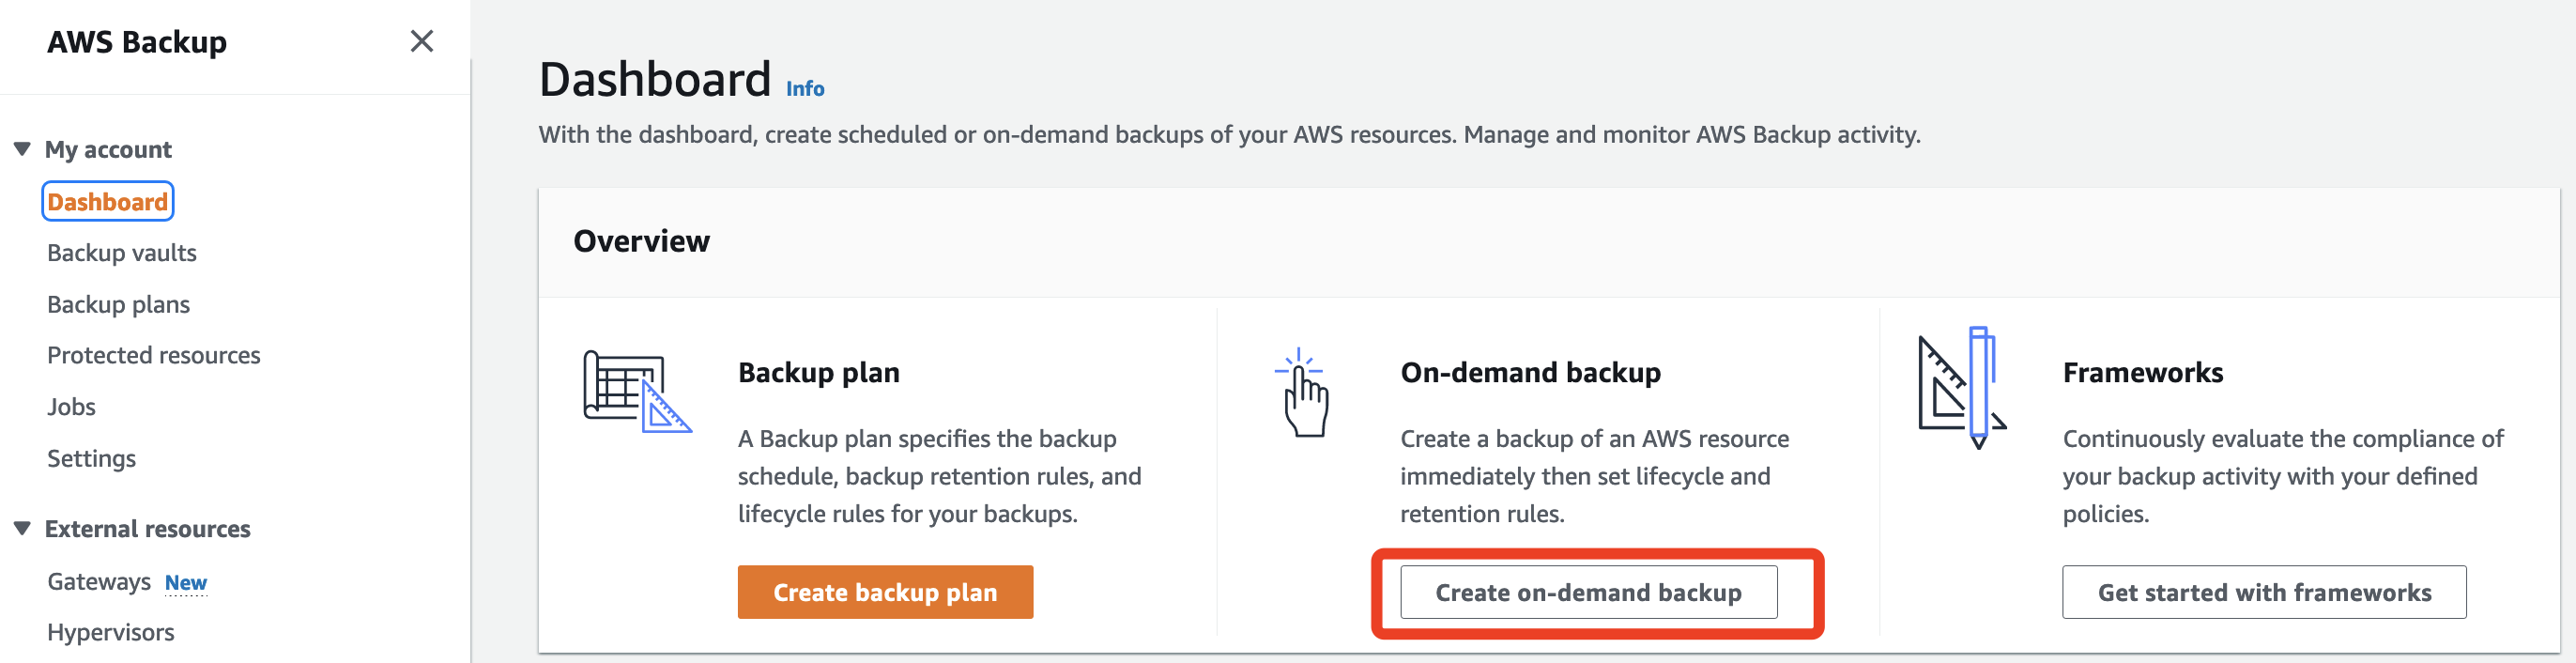 AWS Backup
My account
Dashboard
Backup vaults
Backup plans
Protected resources
Jobs
Settings
External resources
Gateways New
Hypervisors
Dashboard Info
With the dashboard, create scheduled or on-demand backups of your AWS resources. Manage and monitor AWS Backup activity.
Overview
Backup plan
A Backup plan specifies the backup
schedule, backup retention rules, and
lifecycle rules for your backups.
Create backup plan
On-demand backup
Create a backup of an AWS resource
immediately then set lifecycle and
retention rules.
Create on-demand backup
Frameworks
Continuously evaluate the compliance of
your backup activity with your defined
policies.
Get started with frameworks